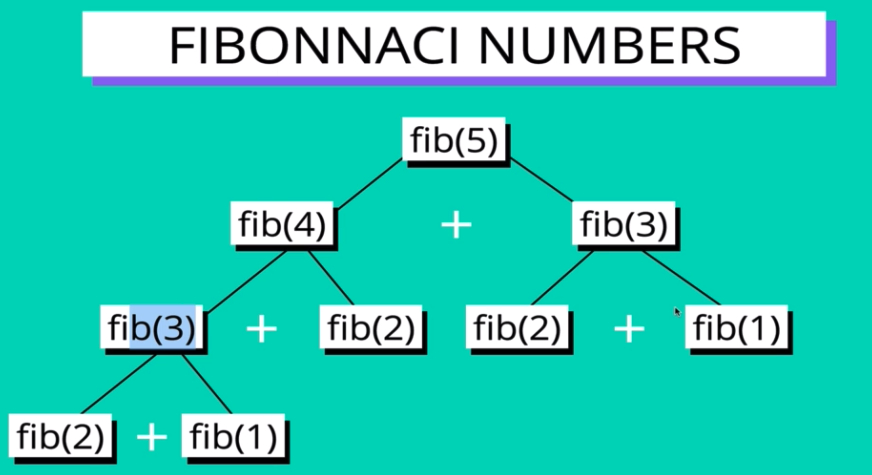 FIBONNACI NUMBERS
fib(5)
fib(4) + fib(3)
fib(3) + fib(2) fib(2) + fib(1)
fib(2) + fib(1)